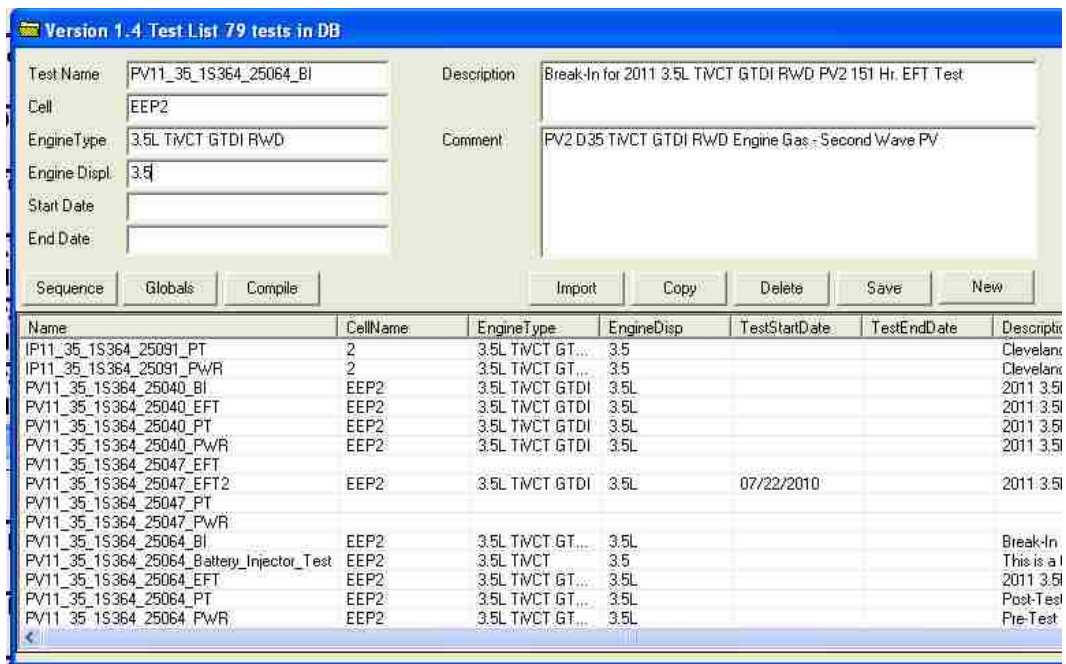 Version 1.4 Test List 79 tests in DB
Test Name PV11_35_1S364_25064_BI Description Break-In for 2011 3.5L TiVCT GTDI RWD PV2 151 Hr. EFT Test
Cell EEP2
EngineType 3.5L TiVCT GTDI RWD Comment PV2 D35 TiVCT GTDI RWD Engine Gas - Second Wave PV
Engine Displ. 3.5
Start Date
End Date
Sequence Globals Compile Import Copy Delete Save New
Name CellName EngineType EngineDisp TestStartDate TestEndDate Descriptio
IP11_35_1S364_25091_PT 2 3.5L TiVCT GT... 3.5 Cleveland
IP11_35_1S364_25091_PWR 2 3.5L TiVCT GT... 3.5 Cleveland
PV11_35_1S364_25040_BI EEP2 3.5L TiVCT GTDI 3.5L 2011 3.5l
PV11_35_1S364_25040_EFT EEP2 3.5L TiVCT GTDI 3.5L 2011 3.5l
PV11_35_1S364_25040_PT EEP2 3.5L TiVCT GTDI 3.5L 2011 3.5l
PV11_35_1S364_25040_PWR EEP2 3.5L TiVCT GTDI 3.5L 2011 3.5l
PV11_35_1S364_25047_EFT
PV11_35_1S364_25047_EFT2 EEP2 3.5L TiVCT GTDI 3.5L 07/22/2010 2011 3.5l
PV11_35_1S364_25047_PT
PV11_35_1S364_25047_PWR
PV11_35_1S364_25064_BI EEP2 3.5L TiVCT GT... 3.5L Break-In
PV11_35_1S364_25064_Battery_Injector_Test EEP2 3.5L TiVCT 3.5 This is a
PV11_35_1S364_25064_EFT EEP2 3.5L TiVCT GT... 3.5L 2011 3.5l
PV11_35_1S364_25064_PT EEP2 3.5L TiVCT GT... 3.5L Post-Test
PV11_35_1S364_25064_PWR EEP2 3.5L TiVCT GT... 3.5L Pre-Test